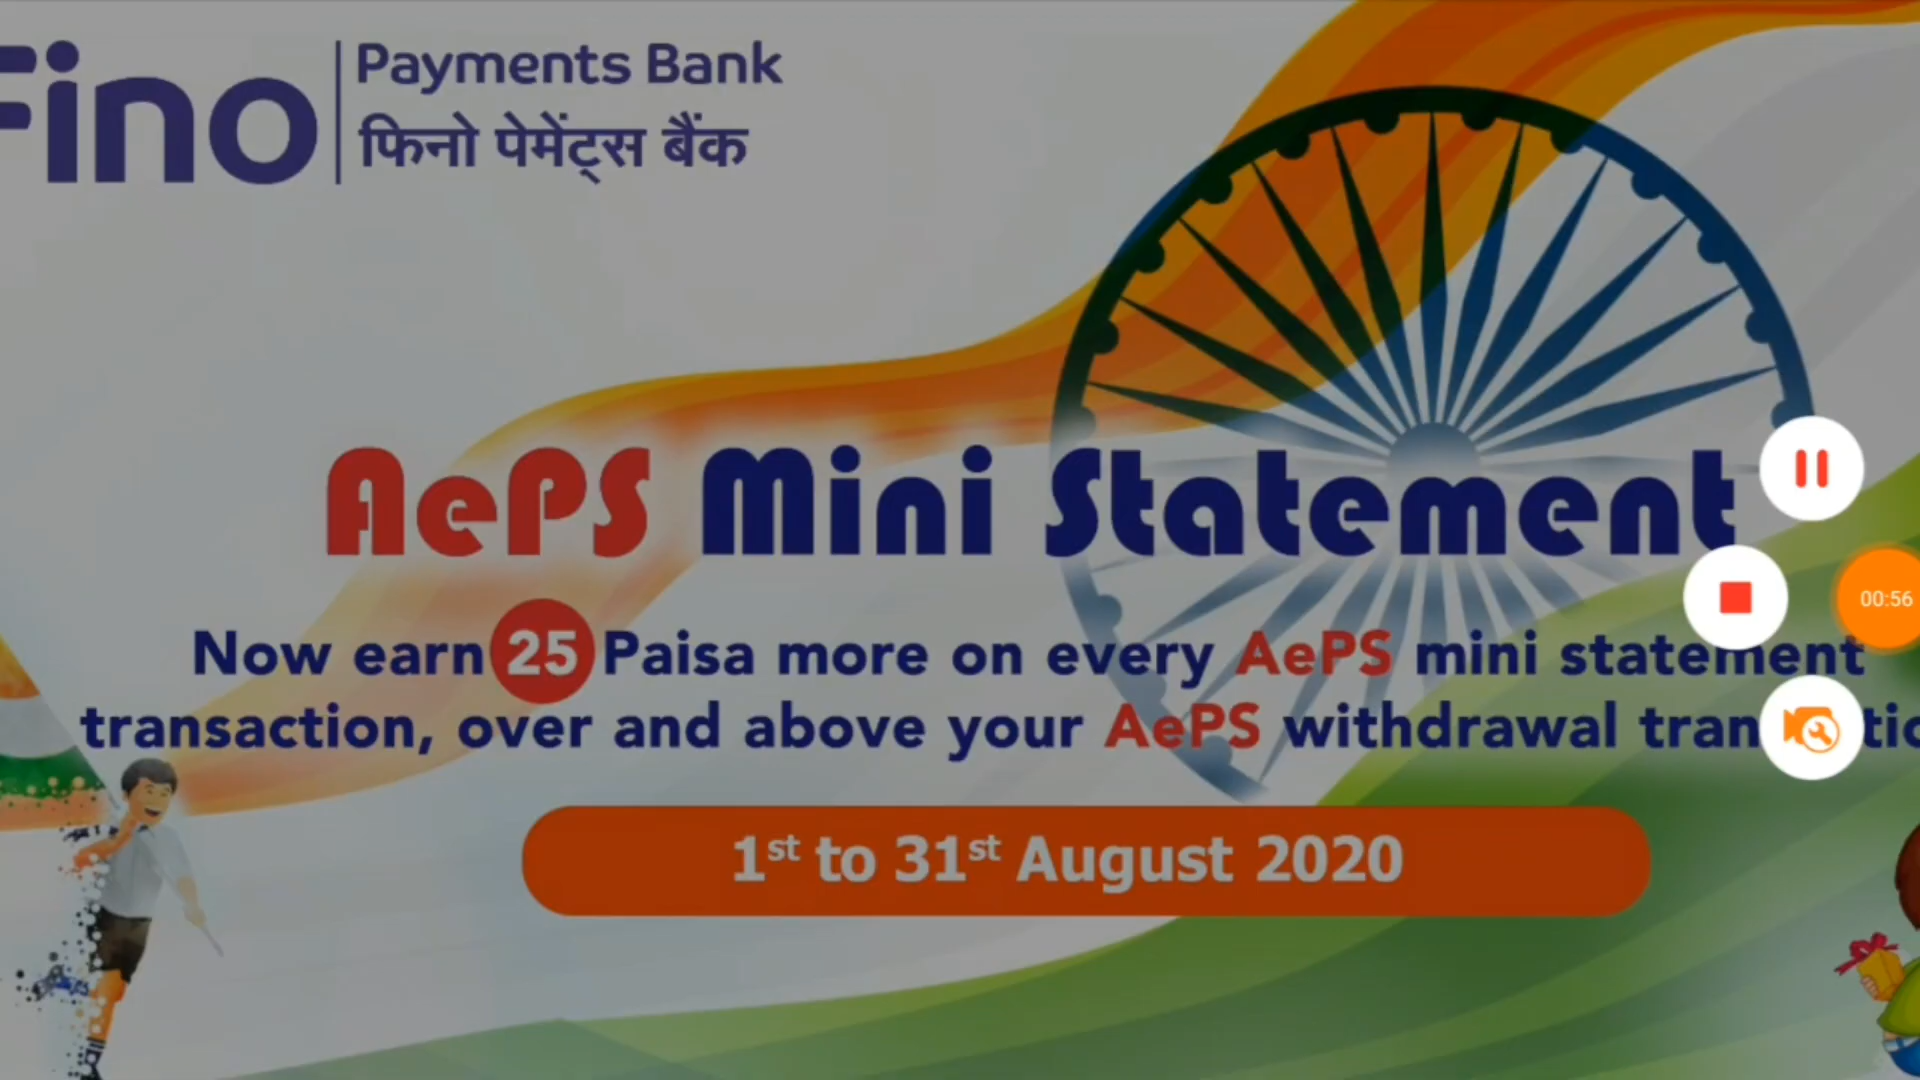 Fino
Payments Bank
फिनो पेमेंट्स बैंक
AePS Mini Statement
Now earn 25 Paisa more on every AePS mini statement
transaction, over and above your AePS withdrawal
1st to 31st August 2020
00:56